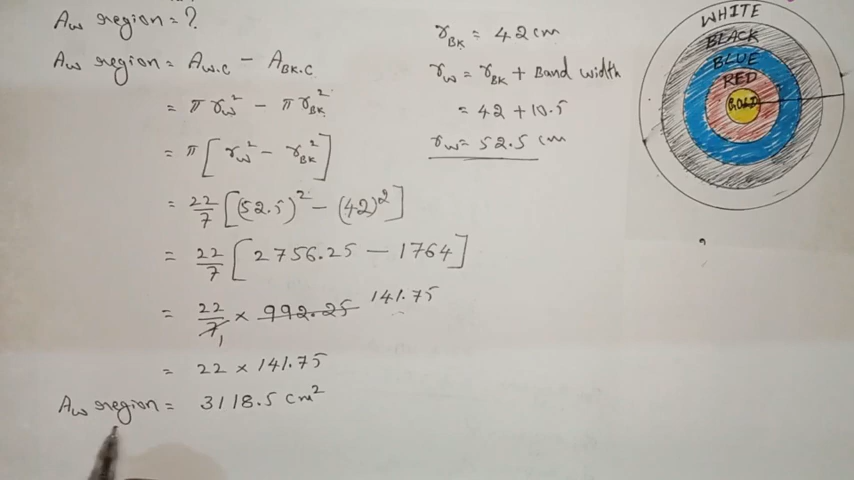 Aw region = ?
Aw region = Aw.c - ABK.C
= π rw² - π rBK²
= π [ rw² - rBK² ]
= 22/7 [(52.5)² - (42)²]
= 22/7 [ 2756.25 - 1764 ]
= 22/7, × 992.25 141.75
= 22 × 141.75
Aw region = 3118.5 cm²
rBK = 42 cm
rw = rBK + Band width
= 42 + 10.5
rw = 52.5 cm
WHITE
BLACK
BLUE
RED
GOLD